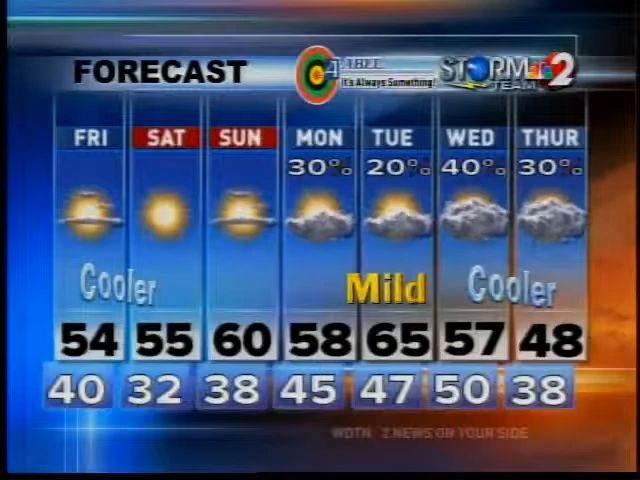 FORECAST
It's Always Something!
STORM
TEAM
2
FRI SAT SUN MON TUE WED THUR
30% 20% 40% 30%
Cooler Mild Cooler
54 55 60 58 65 57 48
40 32 38 45 47 50 38
WDTN 2 NEWS ON YOUR SIDE